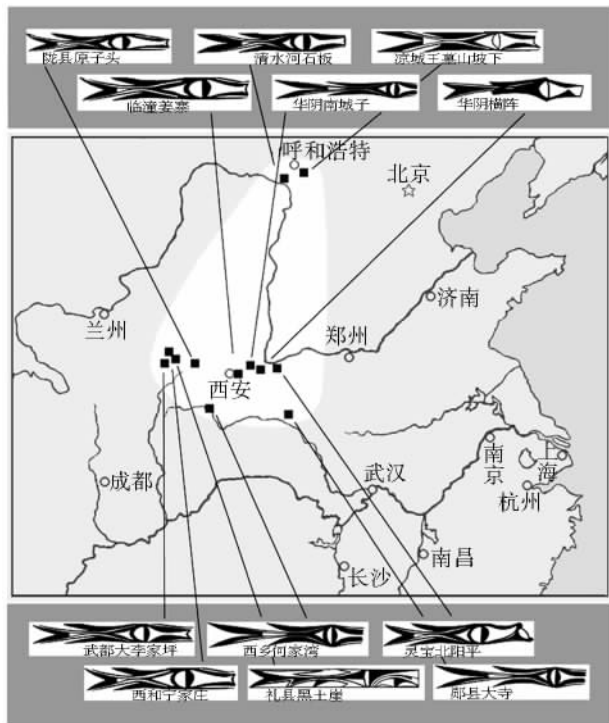 陇县原子头
清水河石板
凉城王墓山坡下
临潼姜寨
华阴南城子
华阴横阵
呼和浩特
北京
济南
兰州
郑州
西安
成都
武汉
南京
上海
杭州
南昌
长沙
武都大李家坪
西乡何家湾
灵宝北阳平
西和宁家庄
礼县黑土崖
郧县大寺